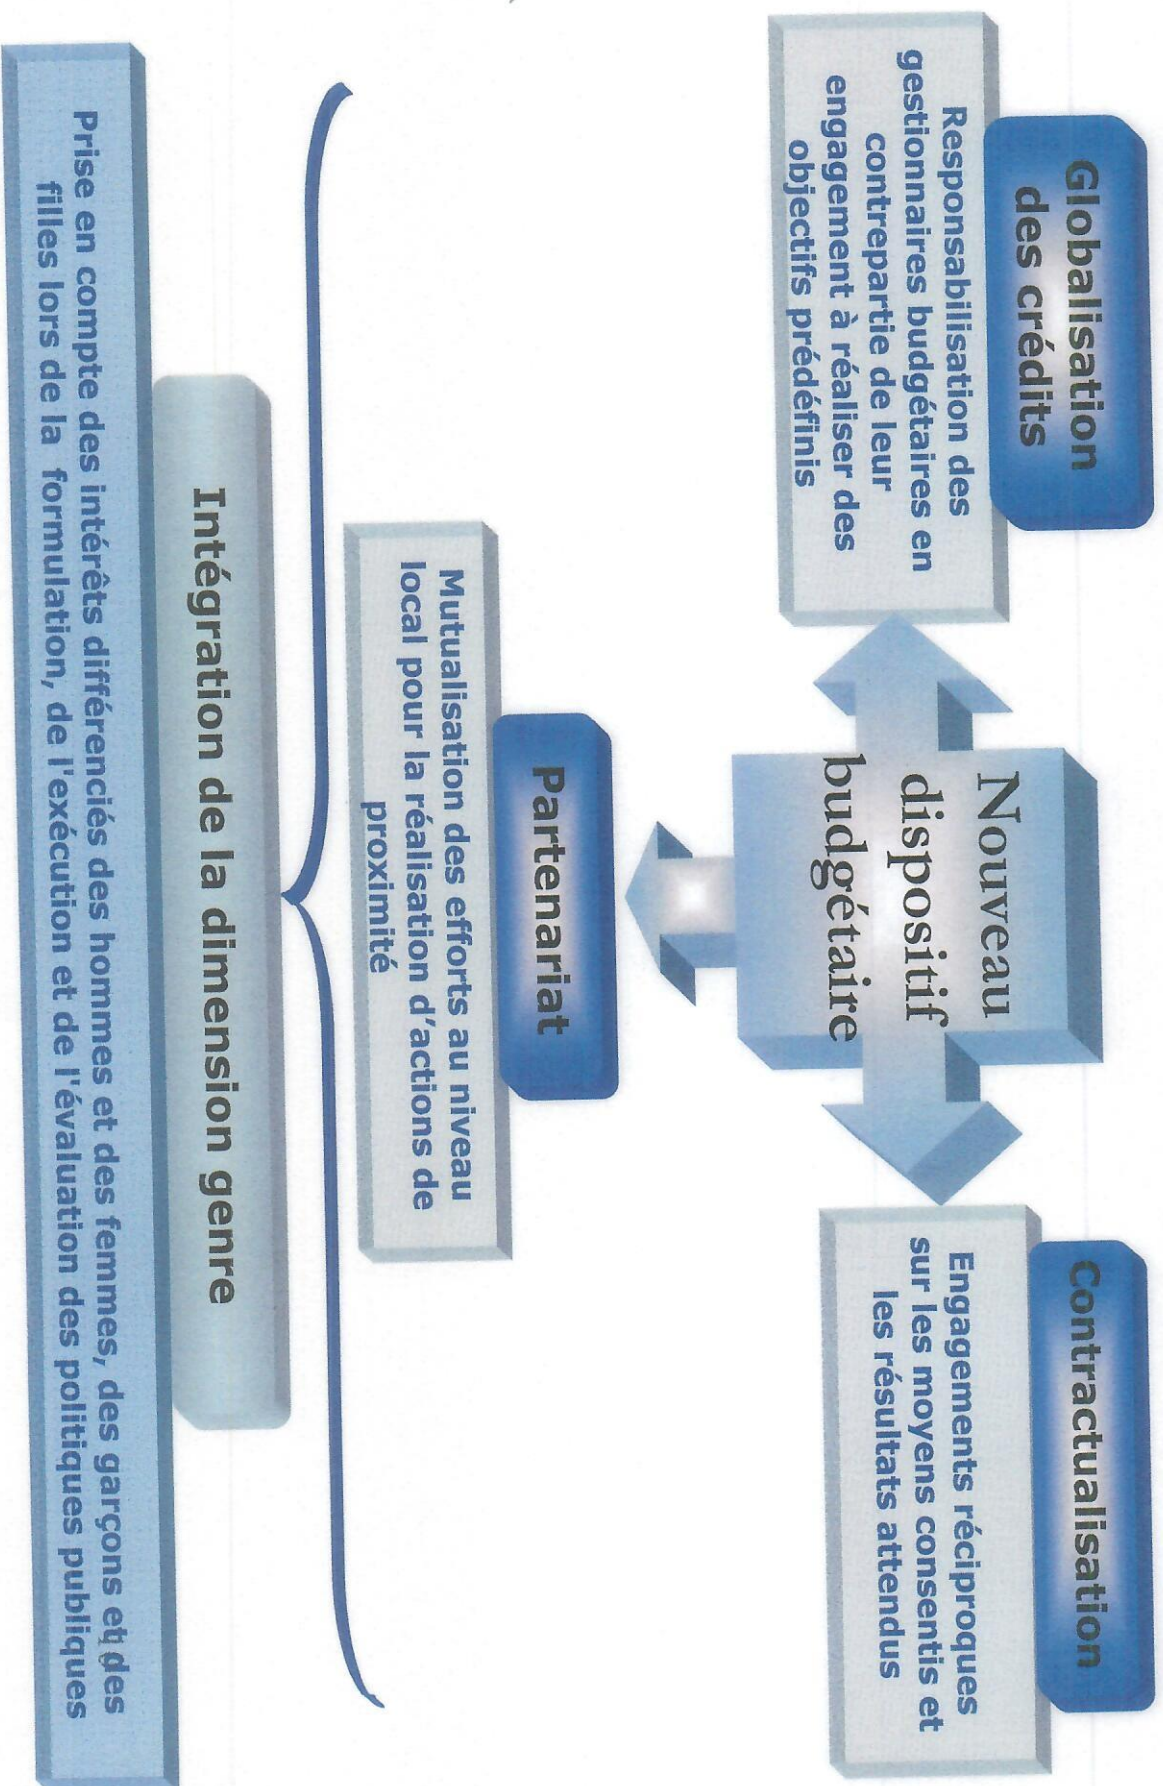 Nouveau
dispositif
budgétaire
Globalisation
des crédits
Responsabilisation des
gestionnaires budgétaires en
contrepartie de leur
engagement à réaliser des
objectifs prédéfinis
Contractualisation
Engagements réciproques
sur les moyens consentis et
les résultats attendus
Partenariat
Mutualisation des efforts au niveau
local pour la réalisation d'actions de
proximité
Intégration de la dimension genre
Prise en compte des intérêts différenciés des hommes et des femmes, des garçons et des
filles lors de la formulation, de l'exécution et de l'évaluation des politiques publiques